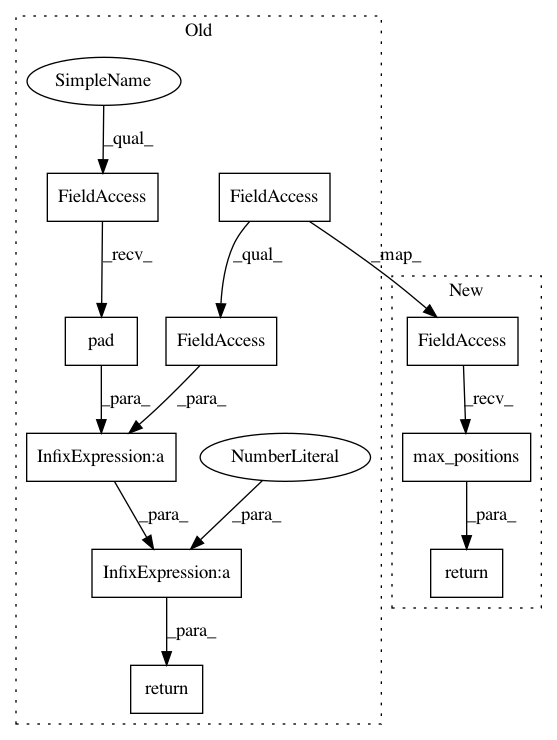 Old
SimpleName
_qual_
FieldAccess
FieldAccess
_recv_
_qual_
_map_
New
pad
FieldAccess
FieldAccess
_para_
_para_
_recv_
InfixExpression:a
NumberLiteral
max_positions
_para_
_para_
_para_
InfixExpression:a
return
_para_
return